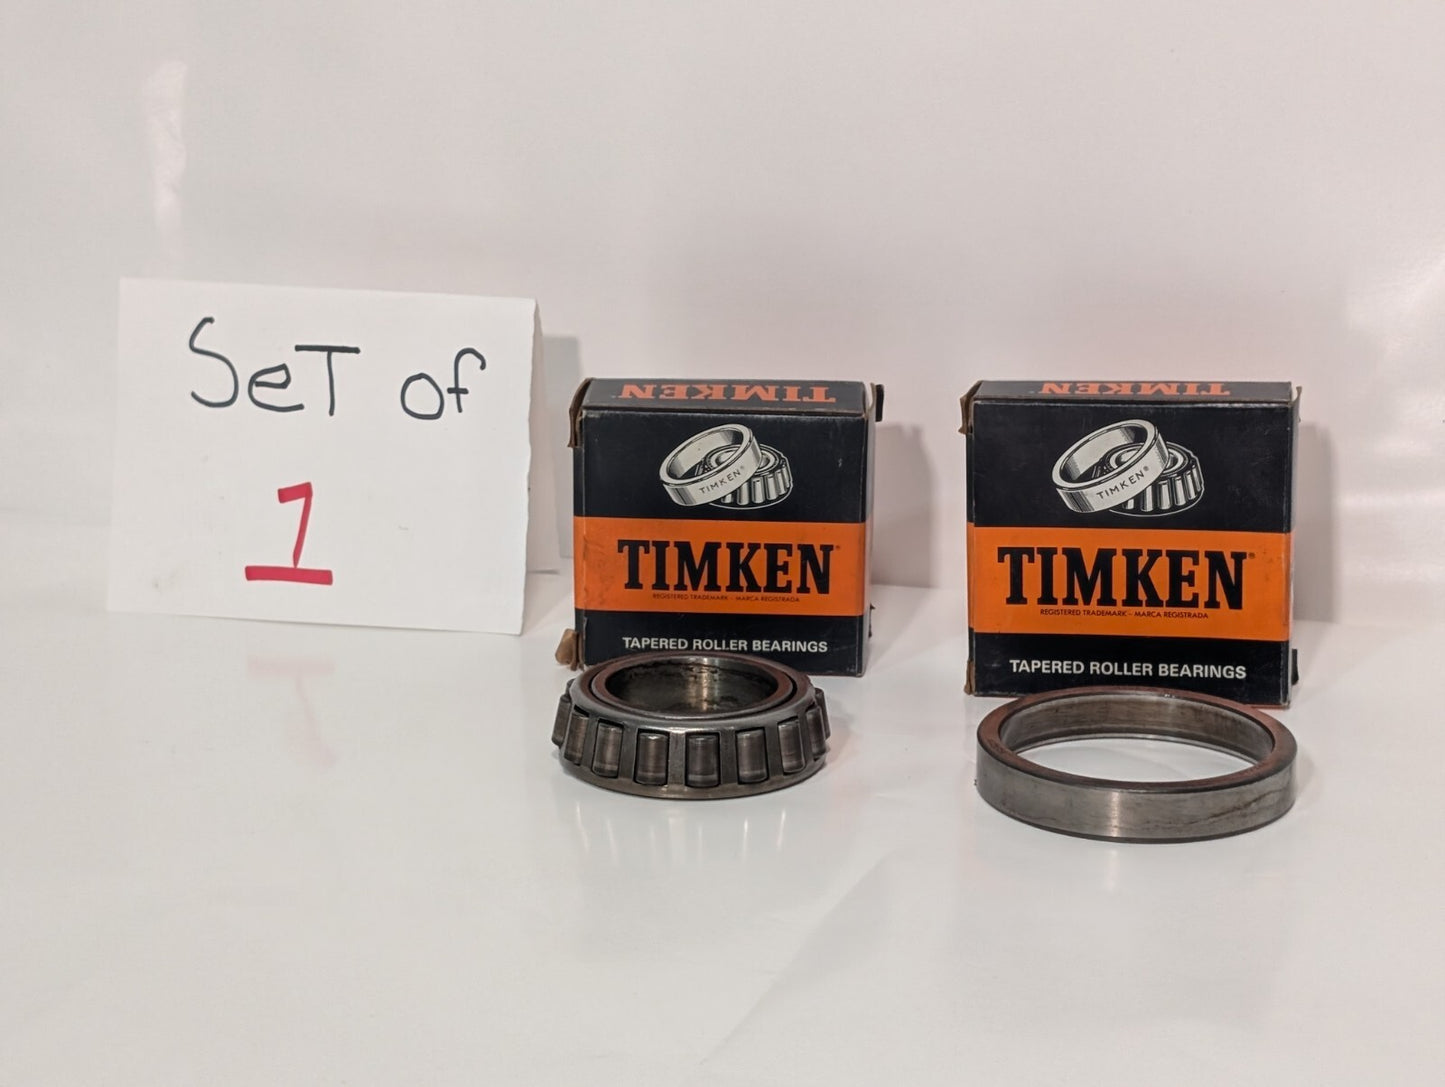 SeT of
1
TIMKEN
TIMKEN®
TIMKEN®
REGISTERED TRADEMARK – MARCA REGISTRADA
TAPERED ROLLER BEARINGS
TIMKEN
TIMKEN®
TIMKEN®
REGISTERED TRADEMARK – MARCA REGISTRADA
TAPERED ROLLER BEARINGS